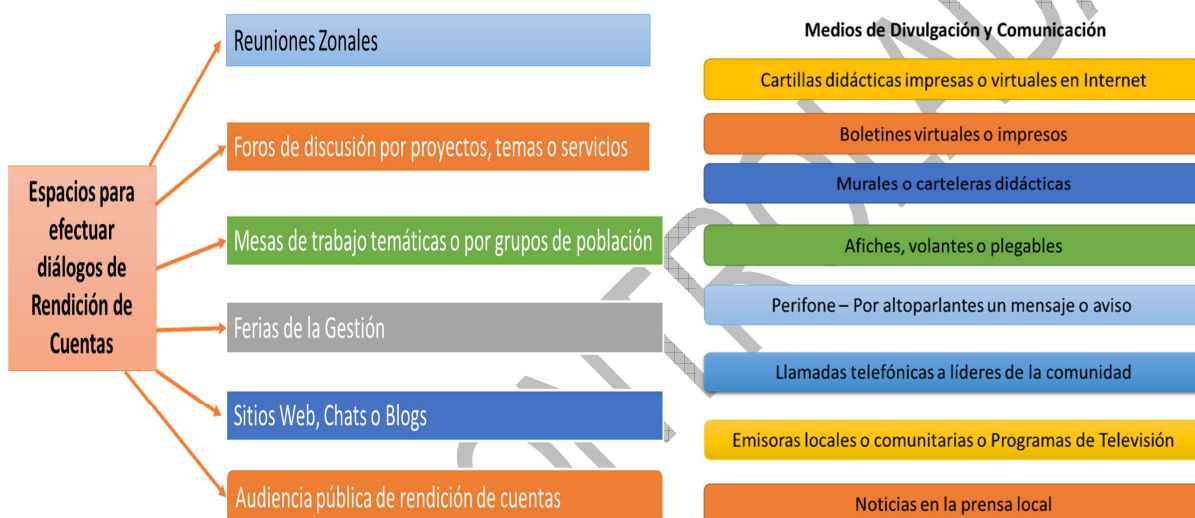 Espacios para
efectuar
diálogos de
Rendición de
Cuentas
Reuniones Zonales
Foros de discusión por proyectos, temas o servicios
Mesas de trabajo temáticas o por grupos de población
Ferias de la Gestión
Sitios Web, Chats o Blogs
Audiencia pública de rendición de cuentas
Medios de Divulgación y Comunicación
Cartillas didácticas impresas o virtuales en Internet
Boletines virtuales o impresos
Murales o carteleras didácticas
Afiches, volantes o plegables
Perifone – Por altoparlantes un mensaje o aviso
Llamadas telefónicas a líderes de la comunidad
Emisoras locales o comunitarias o Programas de Televisión
Noticias en la prensa local